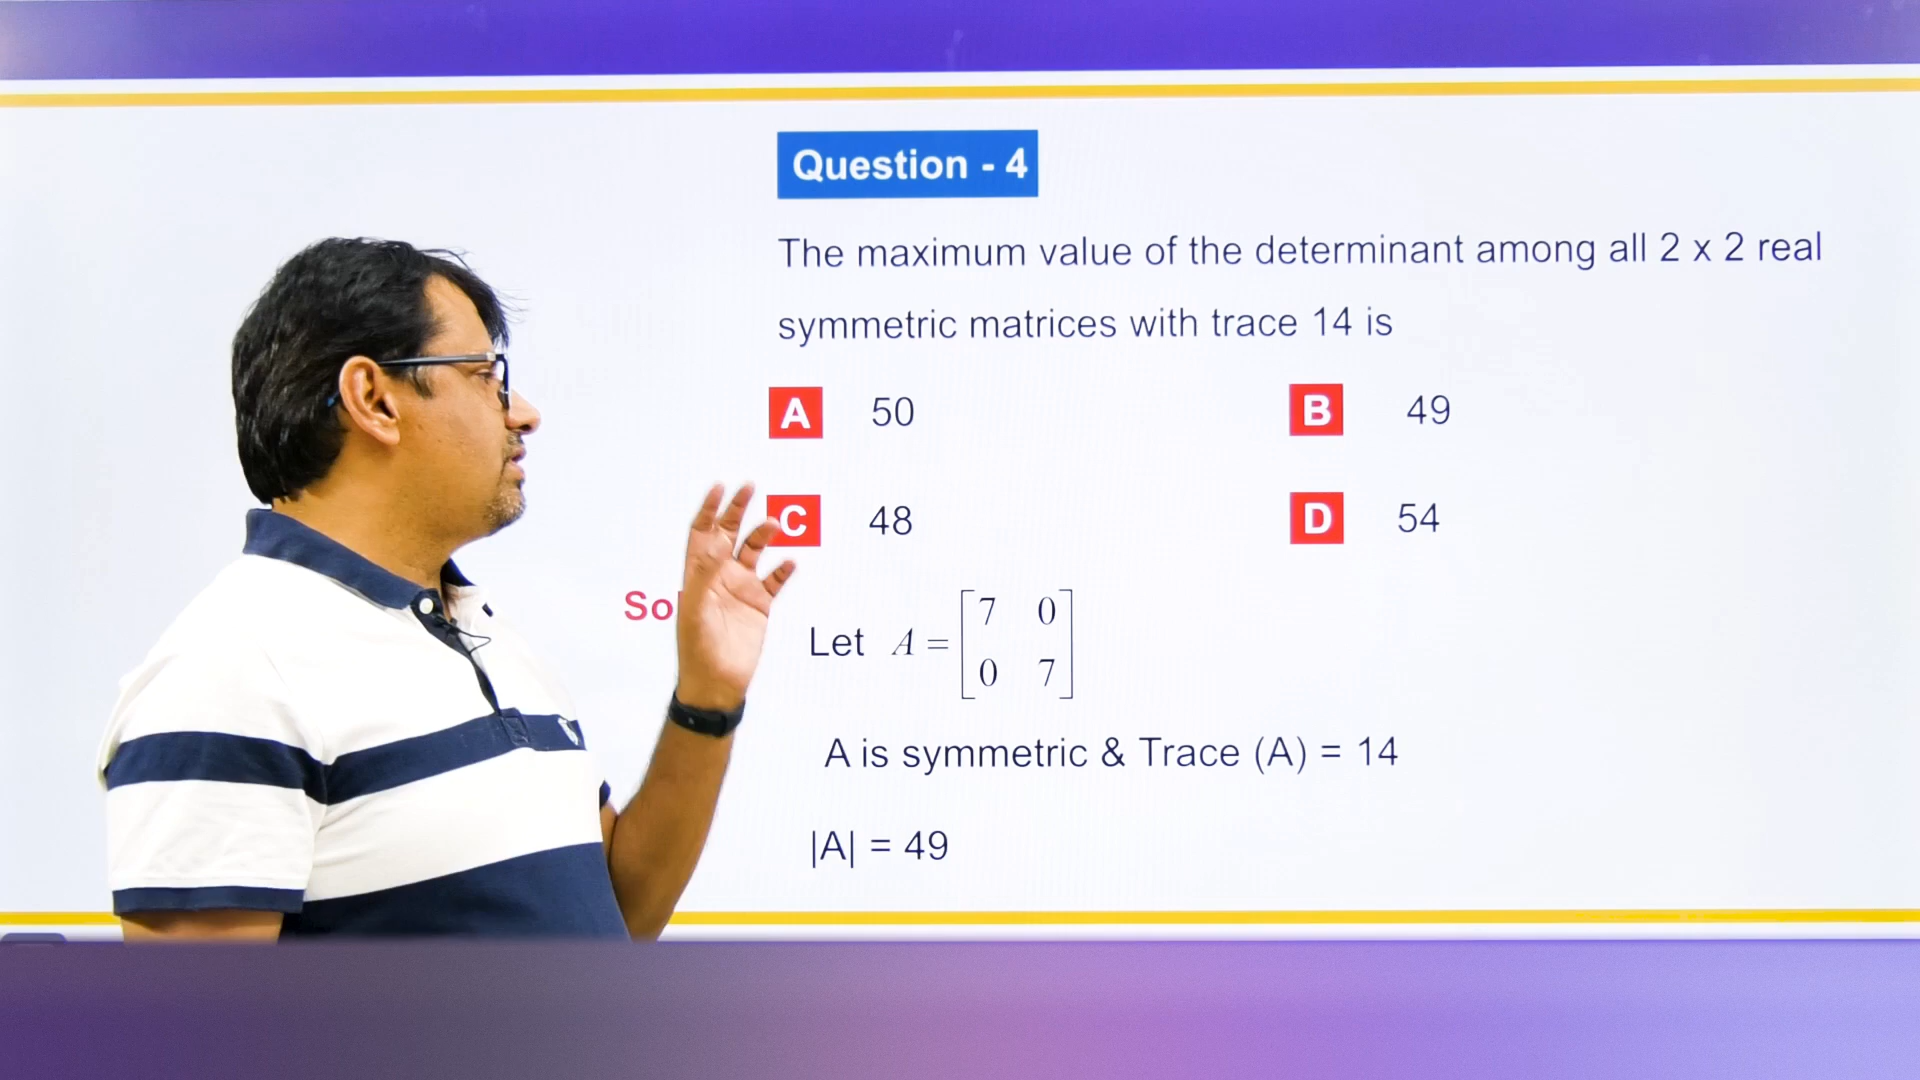 Question - 4
The maximum value of the determinant among all 2 x 2 real
symmetric matrices with trace 14 is
A 50
B 49
C 48
D 54
Let A = [7 0
0 7]
A is symmetric & Trace (A) = 14
|A| = 49